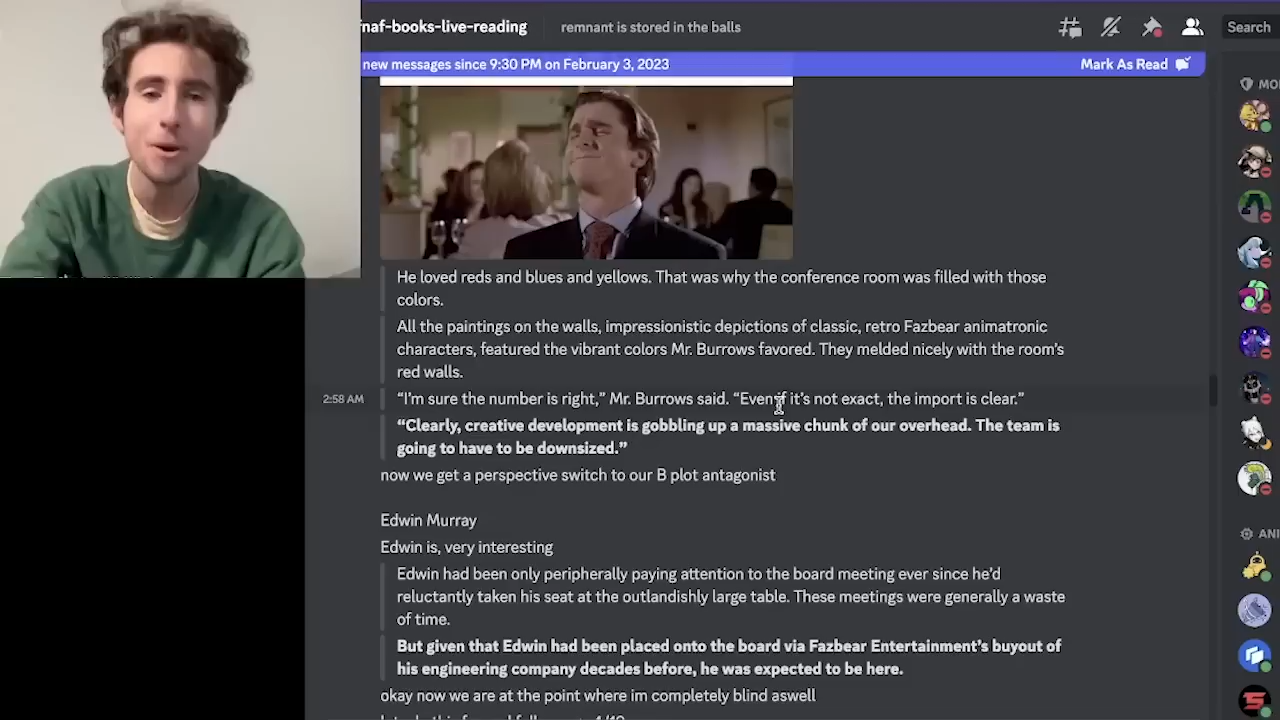 fnaf-books-live-reading
remnant is stored in the balls
Search
new messages since 9:30 PM on February 3, 2023
Mark As Read
He loved reds and blues and yellows. That was why the conference room was filled with those
colors.
All the paintings on the walls, impressionistic depictions of classic, retro Fazbear animatronic
characters, featured the vibrant colors Mr. Burrows favored. They melded nicely with the room's
red walls.
2:58 AM
“I'm sure the number is right,” Mr. Burrows said. “Even if it's not exact, the import is clear.”
“Clearly, creative development is gobbling up a massive chunk of our overhead. The team is
going to have to be downsized.”
now we get a perspective switch to our B plot antagonist
Edwin Murray
Edwin is, very interesting
Edwin had been only peripherally paying attention to the board meeting ever since he'd
reluctantly taken his seat at the outlandishly large table. These meetings were generally a waste
of time.
But given that Edwin had been placed onto the board via Fazbear Entertainment's buyout of
his engineering company decades before, he was expected to be here.
okay now we are at the point where im completely blind aswell
MO
ANI